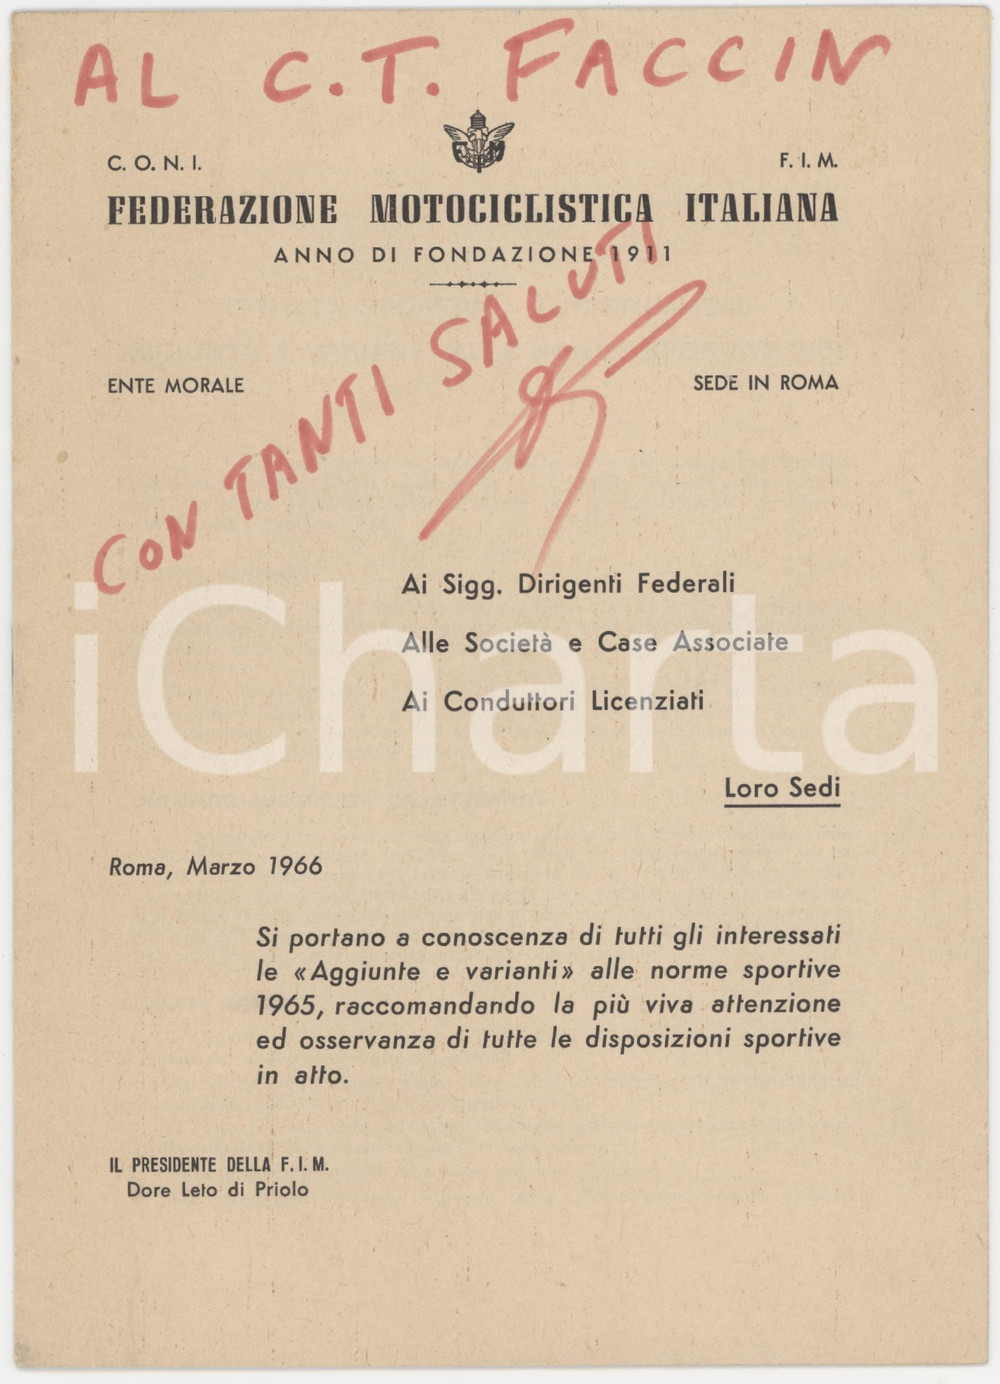 AL C.T. FACCIN
C. O. N. I.
F. I. M.
FEDERAZIONE MOTOCICLISTICA ITALIANA
ANNO DI FONDAZIONE 1911
CON TANTI SALUTI
ENTE MORALE
SEDE IN ROMA
Ai Sigg. Dirigenti Federali
Alle Società e Case Associate
Ai Conduttori Licenziati
iCharta
Loro Sedi
Roma, Marzo 1966
Si portano a conoscenza di tutti gli interessati
le «Aggiunte e varianti» alle norme sportive
1965, raccomandando la più viva attenzione
ed osservanza di tutte le disposizioni sportive
in atto.
IL PRESIDENTE DELLA F. I. M.
Dore Leto di Priolo